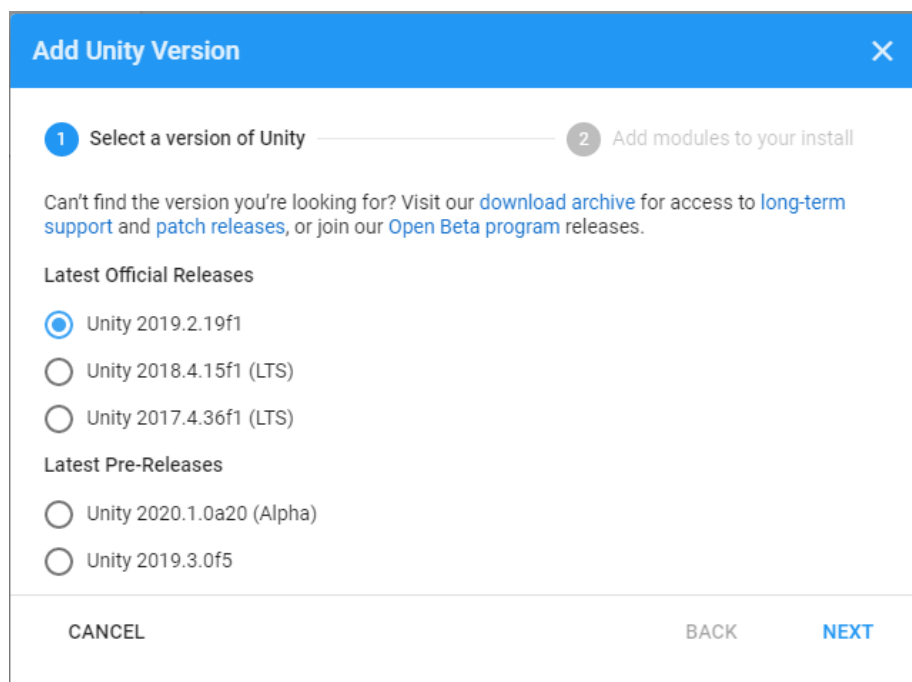 Add Unity Version
1 Select a version of Unity 2 Add modules to your install
Can't find the version you're looking for? Visit our download archive for access to long-term
support and patch releases, or join our Open Beta program releases.
Latest Official Releases
Unity 2019.2.19f1
Unity 2018.4.15f1 (LTS)
Unity 2017.4.36f1 (LTS)
Latest Pre-Releases
Unity 2020.1.0a20 (Alpha)
Unity 2019.3.0f5
CANCEL BACK NEXT